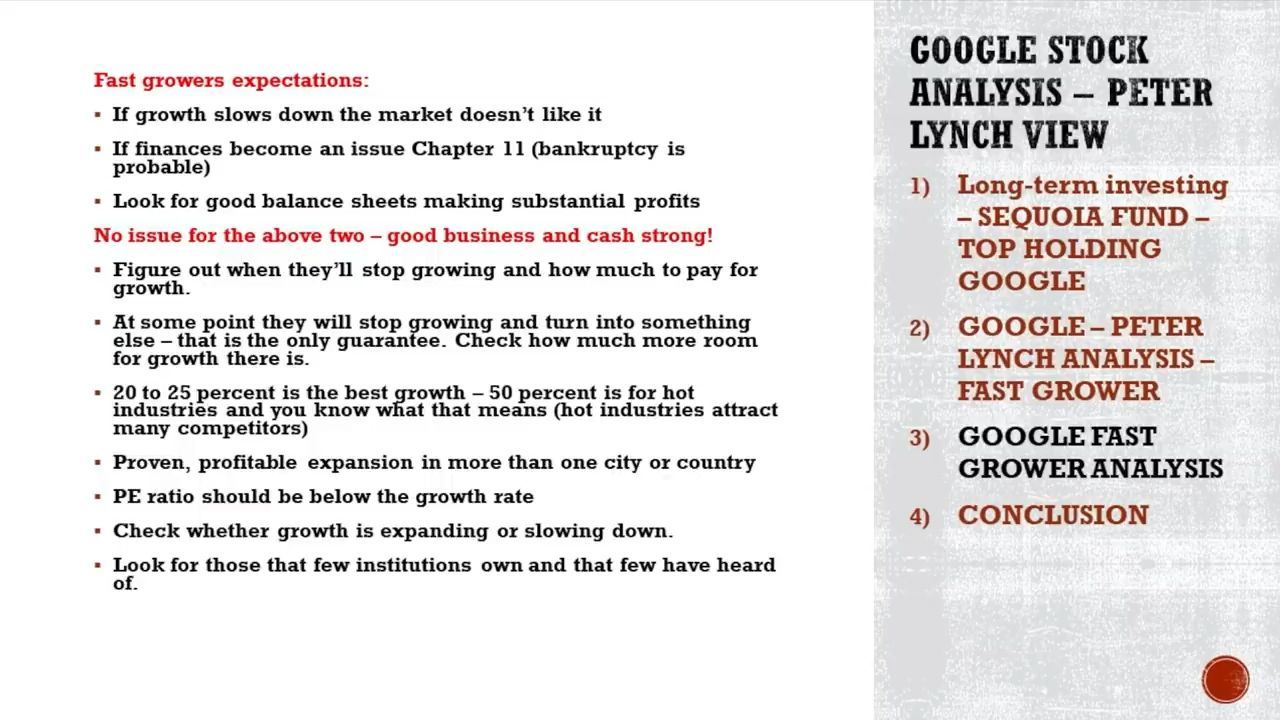 Fast growers expectations:
▪ If growth slows down the market doesn’t like it
▪ If finances become an issue Chapter 11 (bankruptcy is
probable)
▪ Look for good balance sheets making substantial profits
No issue for the above two – good business and cash strong!
▪ Figure out when they’ll stop growing and how much to pay for
growth.
▪ At some point they will stop growing and turn into something
else – that is the only guarantee. Check how much more room
for growth there is.
▪ 20 to 25 percent is the best growth – 50 percent is for hot
industries and you know what that means (hot industries attract
many competitors)
▪ Proven, profitable expansion in more than one city or country
▪ PE ratio should be below the growth rate
▪ Check whether growth is expanding or slowing down.
▪ Look for those that few institutions own and that few have heard
of.
GOOGLE STOCK
ANALYSIS – PETER
LYNCH VIEW
1) Long-term investing
– SEQUOIA FUND –
TOP HOLDING
GOOGLE
2) GOOGLE – PETER
LYNCH ANALYSIS –
FAST GROWER
3) GOOGLE FAST
GROWER ANALYSIS
4) CONCLUSION